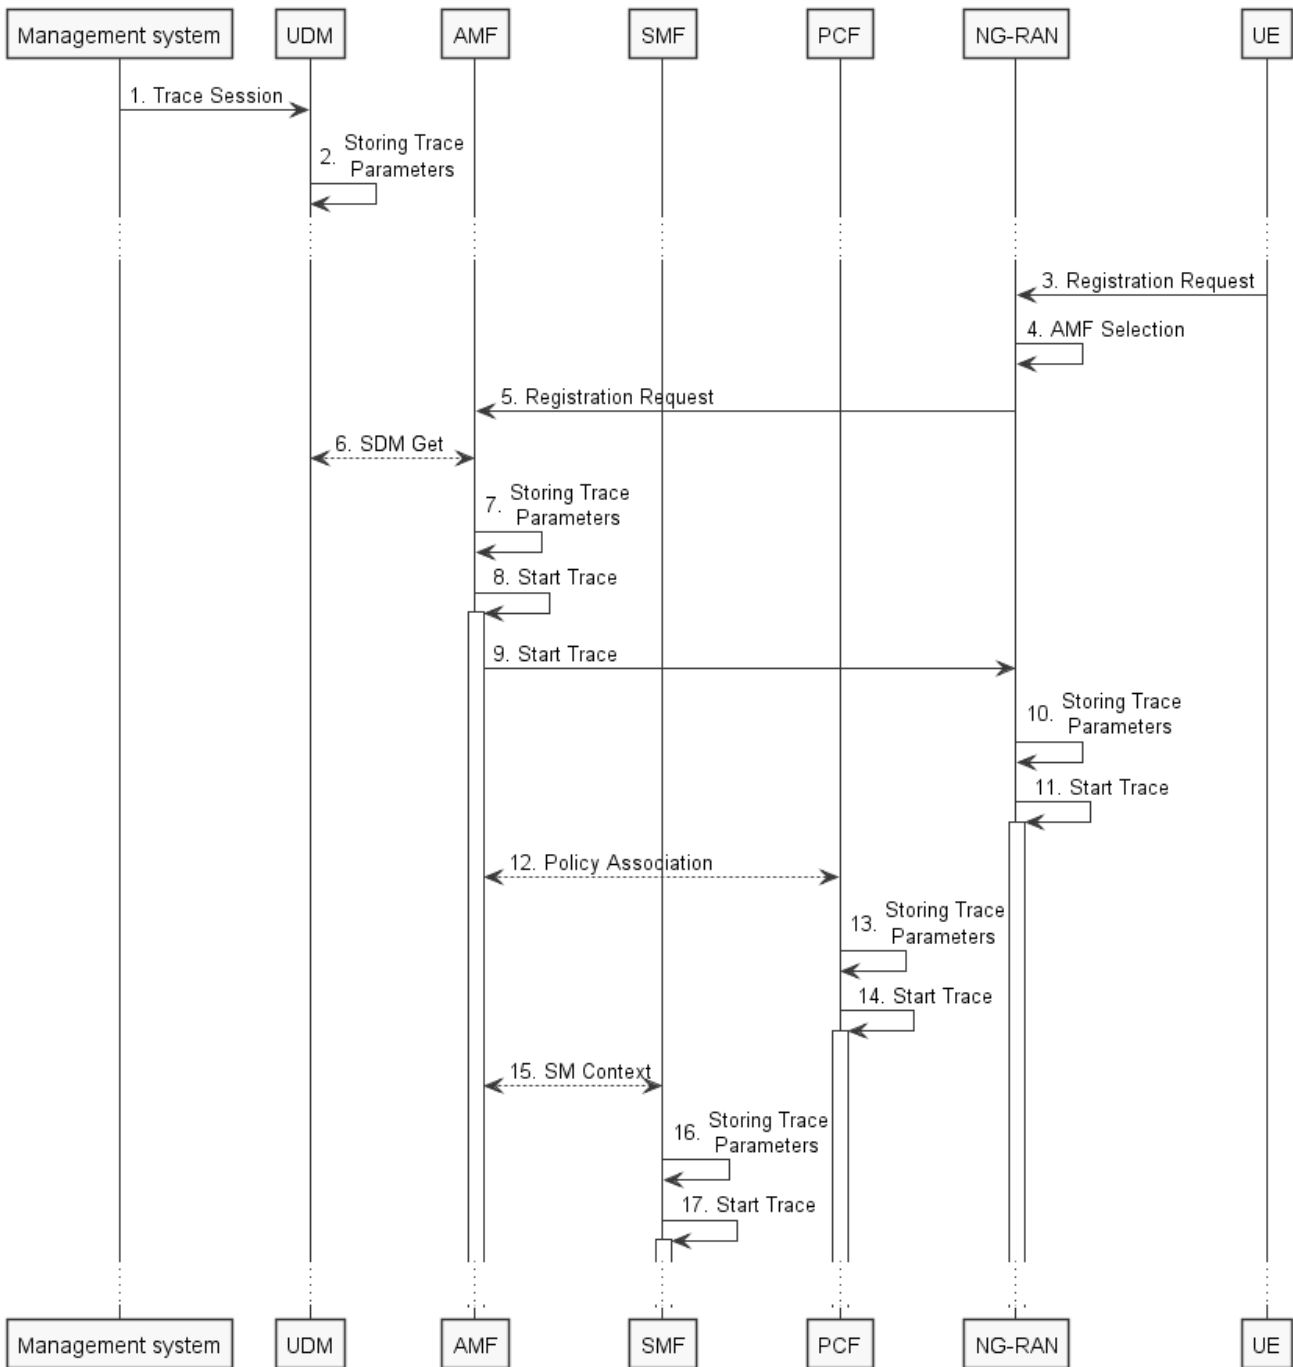 Management system
UDM
AMF
SMF
PCF
NG-RAN
UE
1. Trace Session
2. Storing Trace
Parameters
3. Registration Request
4. AMF Selection
5. Registration Request
6. SDM Get
7. Storing Trace
Parameters
8. Start Trace
9. Start Trace
10. Storing Trace
Parameters
11. Start Trace
12. Policy Association
13. Storing Trace
Parameters
14. Start Trace
15. SM Context
16. Storing Trace
Parameters
17. Start Trace
Management system
UDM
AMF
SMF
PCF
NG-RAN
UE